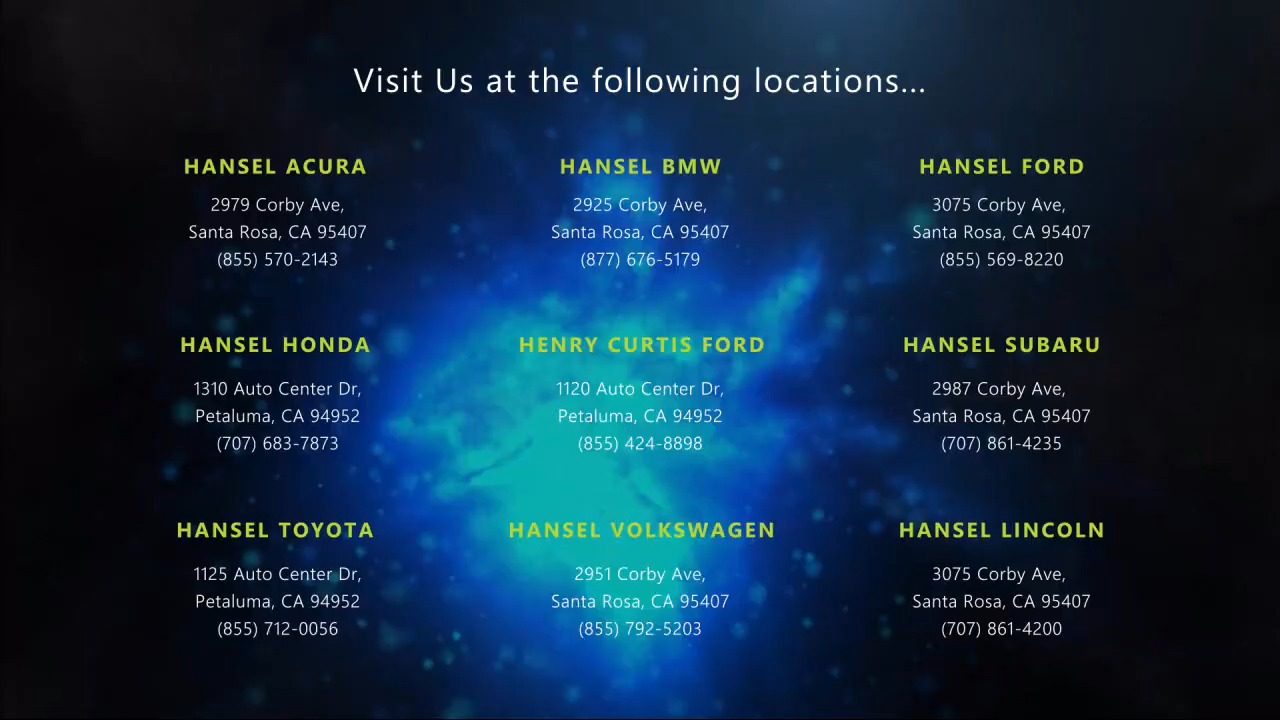 Visit Us at the following locations...
HANSEL ACURA
2979 Corby Ave,
Santa Rosa, CA 95407
(855) 570-2143
HANSEL BMW
2925 Corby Ave,
Santa Rosa, CA 95407
(877) 676-5179
HANSEL FORD
3075 Corby Ave,
Santa Rosa, CA 95407
(855) 569-8220
HANSEL HONDA
1310 Auto Center Dr,
Petaluma, CA 94952
(707) 683-7873
HENRY CURTIS FORD
1120 Auto Center Dr,
Petaluma, CA 94952
(855) 424-8898
HANSEL SUBARU
2987 Corby Ave,
Santa Rosa, CA 95407
(707) 861-4235
HANSEL TOYOTA
1125 Auto Center Dr,
Petaluma, CA 94952
(855) 712-0056
HANSEL VOLKSWAGEN
2951 Corby Ave,
Santa Rosa, CA 95407
(855) 792-5203
HANSEL LINCOLN
3075 Corby Ave,
Santa Rosa, CA 95407
(707) 861-4200